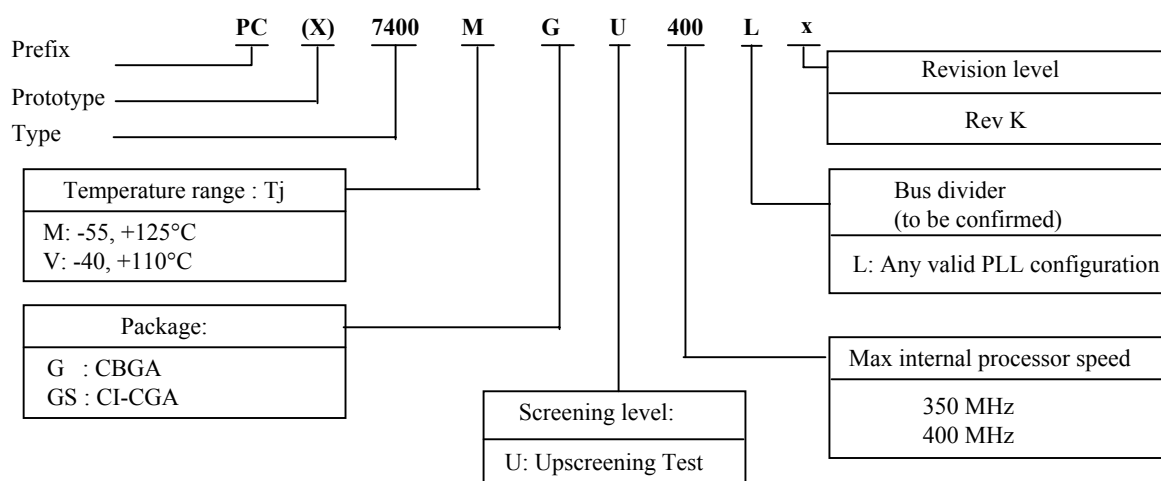 PC (X) 7400 M G U 400 L x
Prefix
Prototype
Type
Revision level
Rev K
Temperature range : Tj
M: -55, +125°C
V: -40, +110°C
Bus divider
(to be confirmed)
L: Any valid PLL configuration
Package:
G : CBGA
GS : CI-CGA
Max internal processor speed
350 MHz
400 MHz
Screening level:
U: Upscreening Test